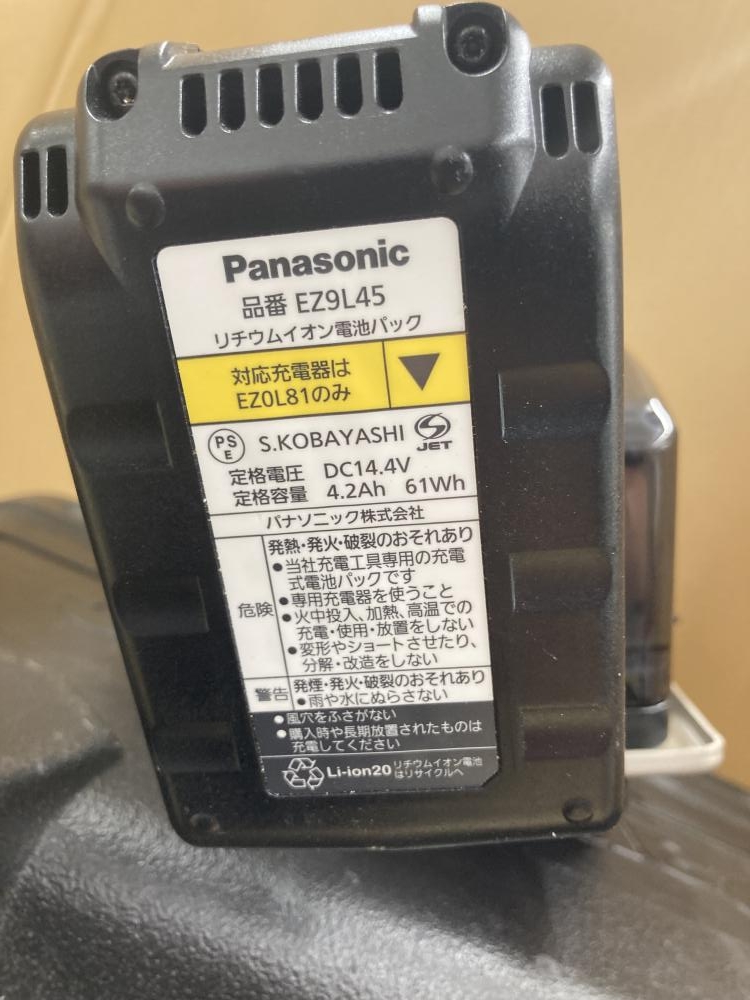 Panasonic
品番 EZ9L45
リチウムイオン電池パック
対応充電器は
EZ0L81のみ
PS
E
S.KOBAYASHI
JET
定格電圧 DC14.4V
定格容量 4.2Ah 61Wh
パナソニック株式会社
危険
発熱・発火・破裂のおそれあり
●当社充電工具専用の充電
式電池パックです
●専用充電器を使うこと
●火中投入、加熱、高温での
充電・使用・放置をしない
●変形やショートさせたり、
分解・改造をしない
警告
発煙・発火・破裂のおそれあり
●雨や水にぬらさない
●風穴をふさがない
●購入時や長期放置されたものは
充電してください
Li-ion20
リチウムイオン電池
はリサイクルへ